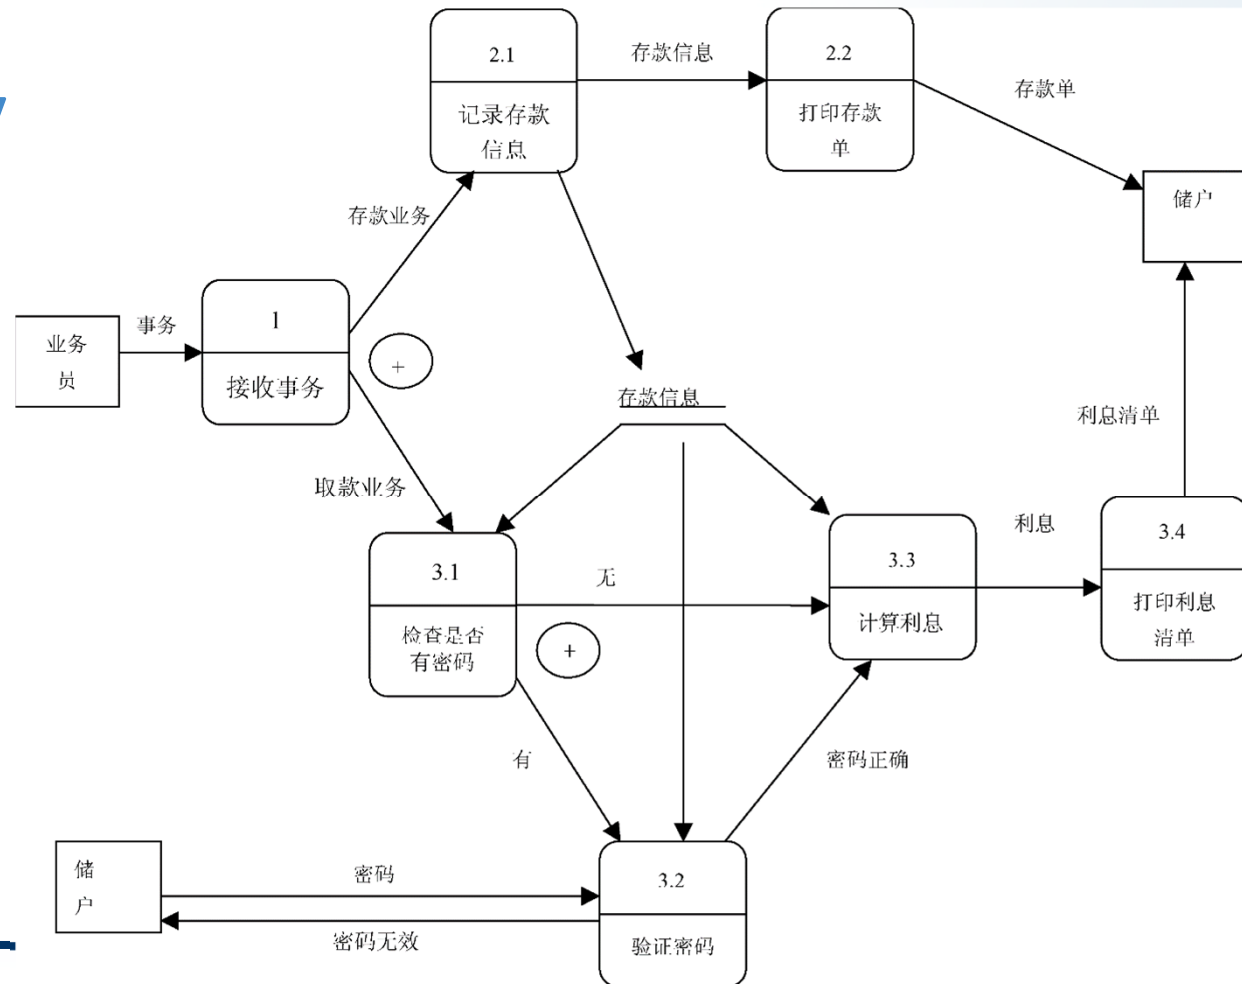 2.1
记录存款
信息
存款信息
2.2
打印存款
单
存款单
储户
存款业务
业务
员
事务
1
接收事务
+
存款信息
取款业务
利息清单
3.1
检查是否
有密码
无
+
3.3
计算利息
利息
3.4
打印利息
清单
有
密码正确
储
户
密码
密码无效
3.2
验证密码